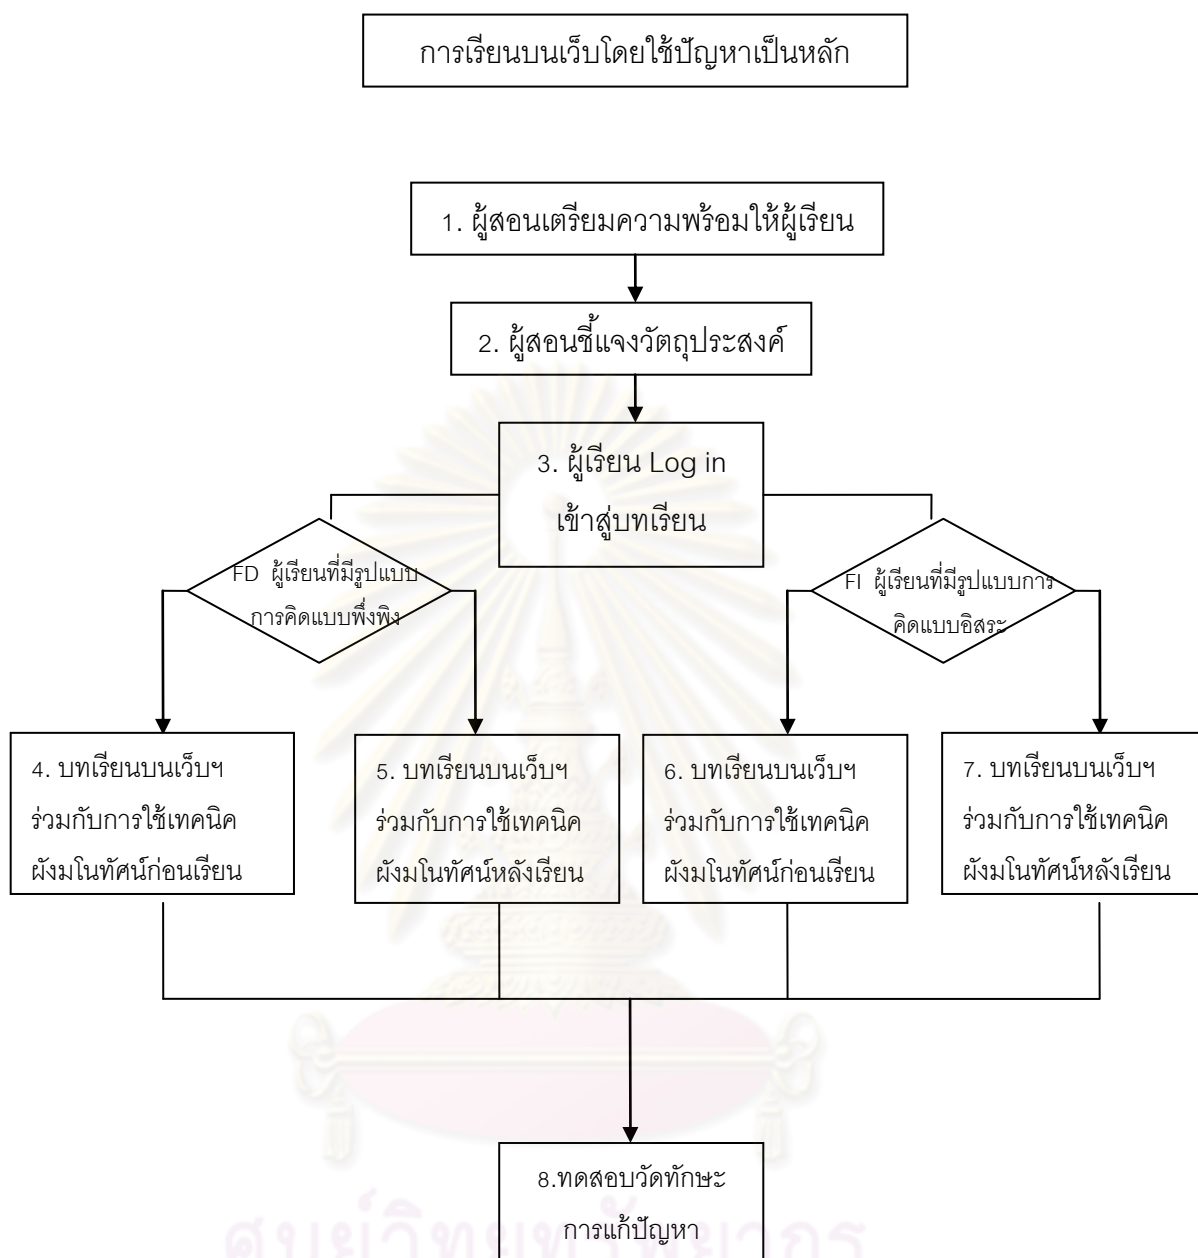 การเรียนบนเว็บโดยใช้ปัญหาเป็นหลัก
1. ผู้สอนเตรียมความพร้อมให้ผู้เรียน
2. ผู้สอนชี้แจงวัตถุประสงค์
3. ผู้เรียน Log in
เข้าสู่บทเรียน
FD ผู้เรียนที่มีรูปแบบ
การคิดแบบพึ่งพิง
FI ผู้เรียนที่มีรูปแบบการ
คิดแบบอิสระ
4. บทเรียนบนเว็บฯ
ร่วมกับการใช้เทคนิค
ผังมโนทัศน์ก่อนเรียน
5. บทเรียนบนเว็บฯ
ร่วมกับการใช้เทคนิค
ผังมโนทัศน์หลังเรียน
6. บทเรียนบนเว็บฯ
ร่วมกับการใช้เทคนิค
ผังมโนทัศน์ก่อนเรียน
7. บทเรียนบนเว็บฯ
ร่วมกับการใช้เทคนิค
ผังมโนทัศน์หลังเรียน
8.ทดสอบวัดทักษะ
การแก้ปัญหา
ศูนย์วิทยทรัพยากร